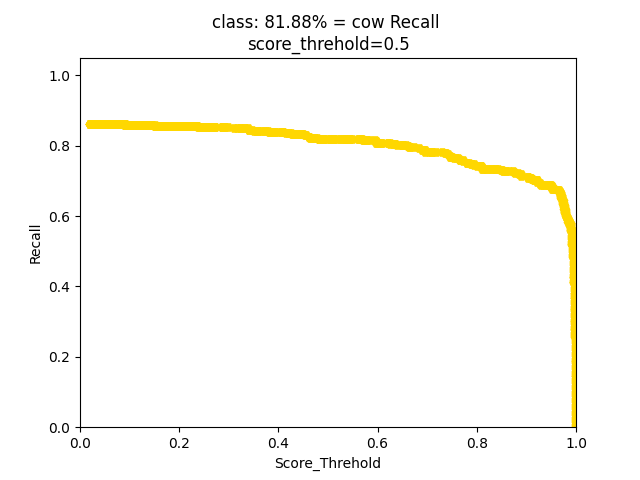 class: 81.88% = cow Recall
score_threhold=0.5
1.0
0.8
0.6
0.4
0.2
0.0
Recall
0.0 0.2 0.4 0.6 0.8 1.0
Score_Threhold